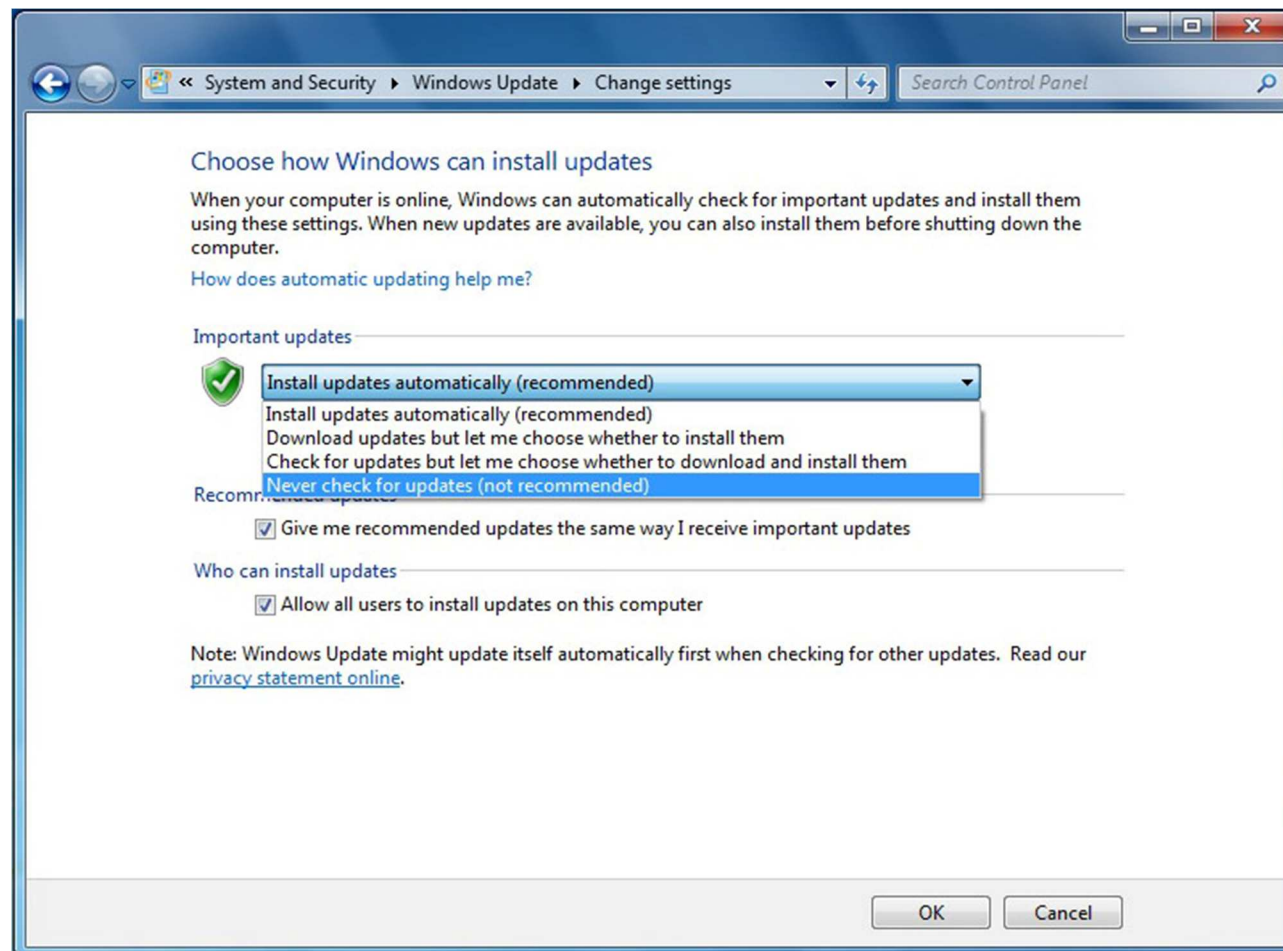 « System and Security ▸ Windows Update ▸ Change settings
Search Control Panel
Choose how Windows can install updates
When your computer is online, Windows can automatically check for important updates and install them
using these settings. When new updates are available, you can also install them before shutting down the
computer.
How does automatic updating help me?
Important updates
Install updates automatically (recommended)
Install updates automatically (recommended)
Download updates but let me choose whether to install them
Check for updates but let me choose whether to download and install them
Never check for updates (not recommended)
Recommended updates
Give me recommended updates the same way I receive important updates
Who can install updates
Allow all users to install updates on this computer
Note: Windows Update might update itself automatically first when checking for other updates. Read our
privacy statement online.
OK
Cancel